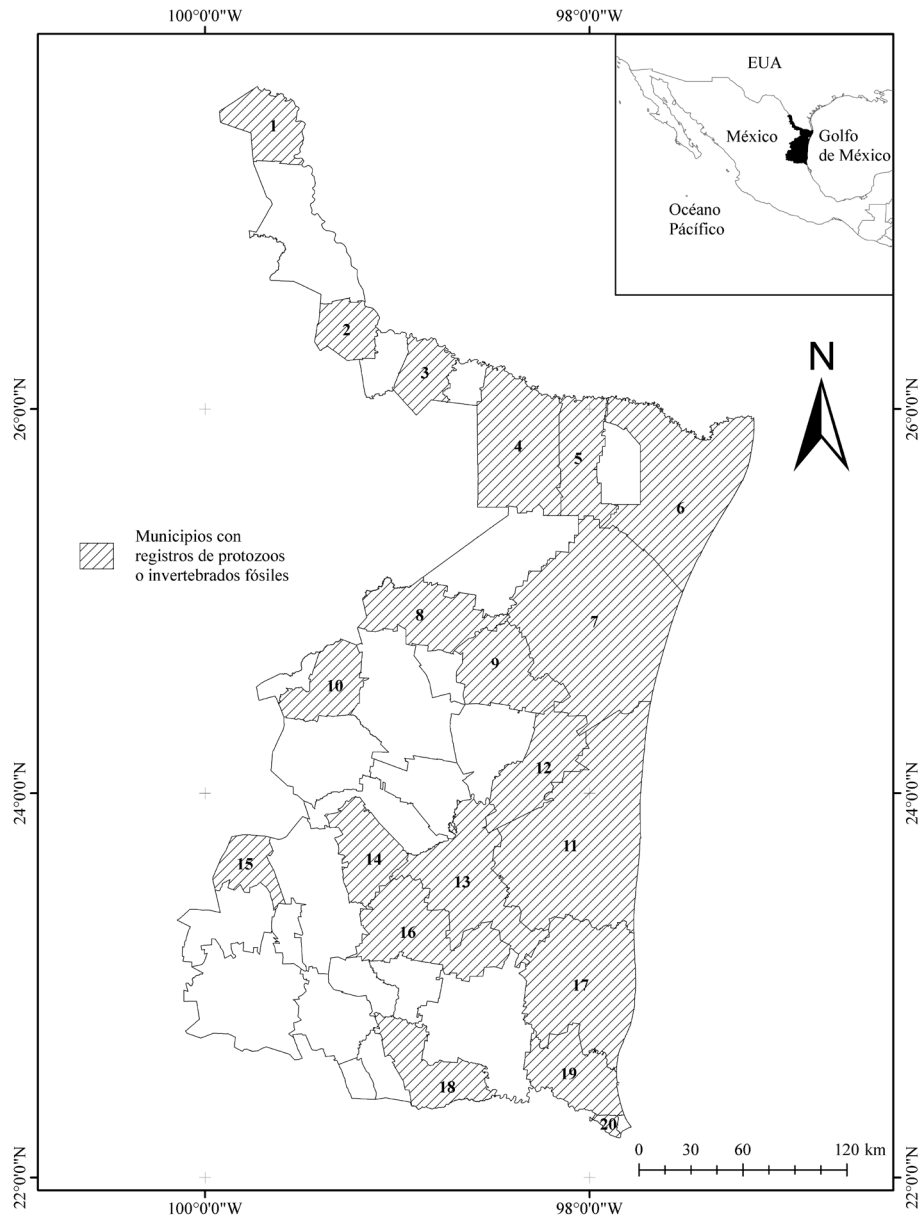 100°0'0"W
98°0'0"W
EUA
México
Golfo
de México
Océano
Pácífico
N
1
2
3
26°0'0"N
26°0'0"N
4
5
6
Municipios con
registros de protozoos
o invertebrados fósiles
7
8
9
10
12
24°0'0"N
24°0'0"N
11
14
15
13
16
17
18
19
20
0 30 60 120 km
22°0'0"N
22°0'0"N
100°0'0"W
98°0'0"W